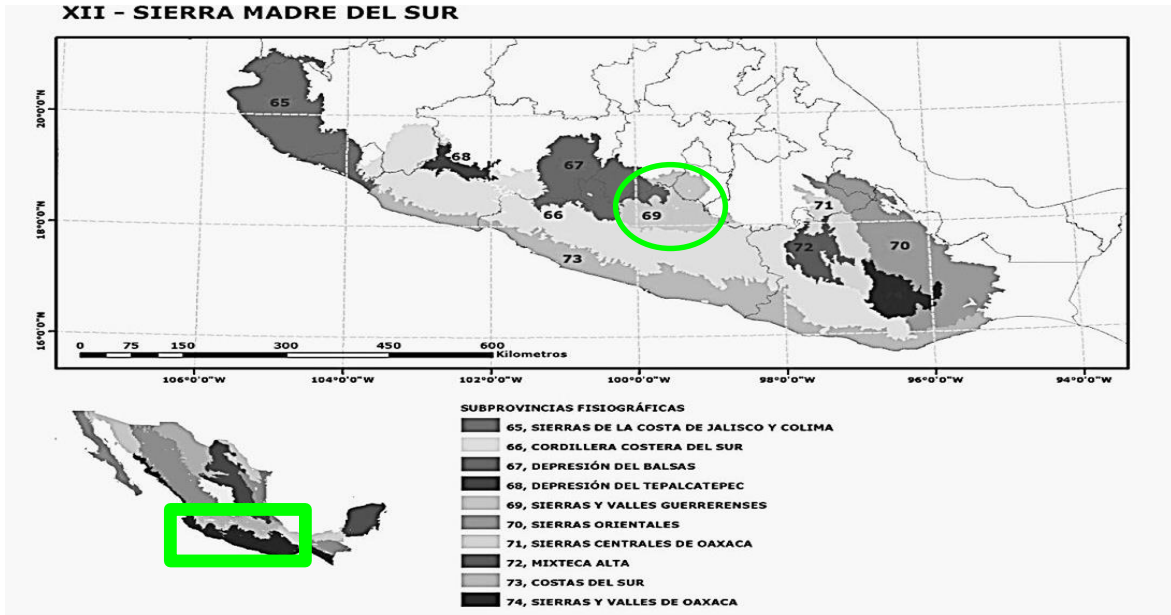 XII - SIERRA MADRE DEL SUR
20°0'0"N
18°0'0"N
16°0'0"N
65
68
67
66
69
73
71
72
70
0 75 150 300 450 600
Kilometros
106°0'0"W 104°0'0"W 102°0'0"W 100°0'0"W 98°0'0"W 96°0'0"W 94°0'0"W
SUBPROVINCIAS FISIOGRÁFICAS
65, SIERRAS DE LA COSTA DE JALISCO Y COLIMA
66, CORDILLERA COSTERA DEL SUR
67, DEPRESIÓN DEL BALSAS
68, DEPRESIÓN DEL TEPALCATEPEC
69, SIERRAS Y VALLES GUERRERENSES
70, SIERRAS ORIENTALES
71, SIERRAS CENTRALES DE OAXACA
72, MIXTECA ALTA
73, COSTAS DEL SUR
74, SIERRAS Y VALLES DE OAXACA